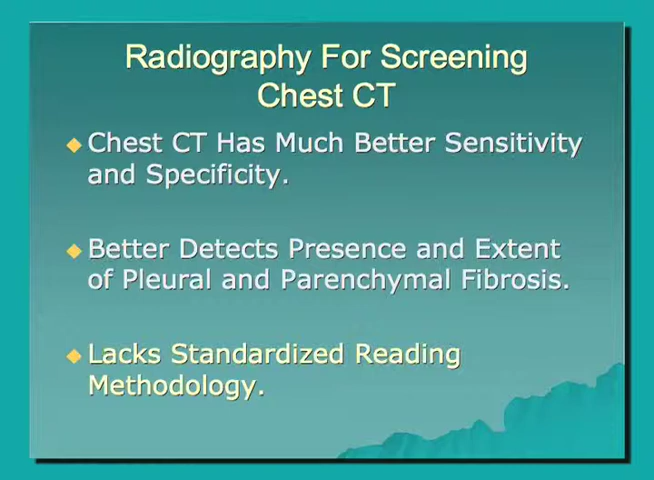 Radiography For Screening
Chest CT
Chest CT Has Much Better Sensitivity
and Specificity.
Better Detects Presence and Extent
of Pleural and Parenchymal Fibrosis.
Lacks Standardized Reading
Methodology.